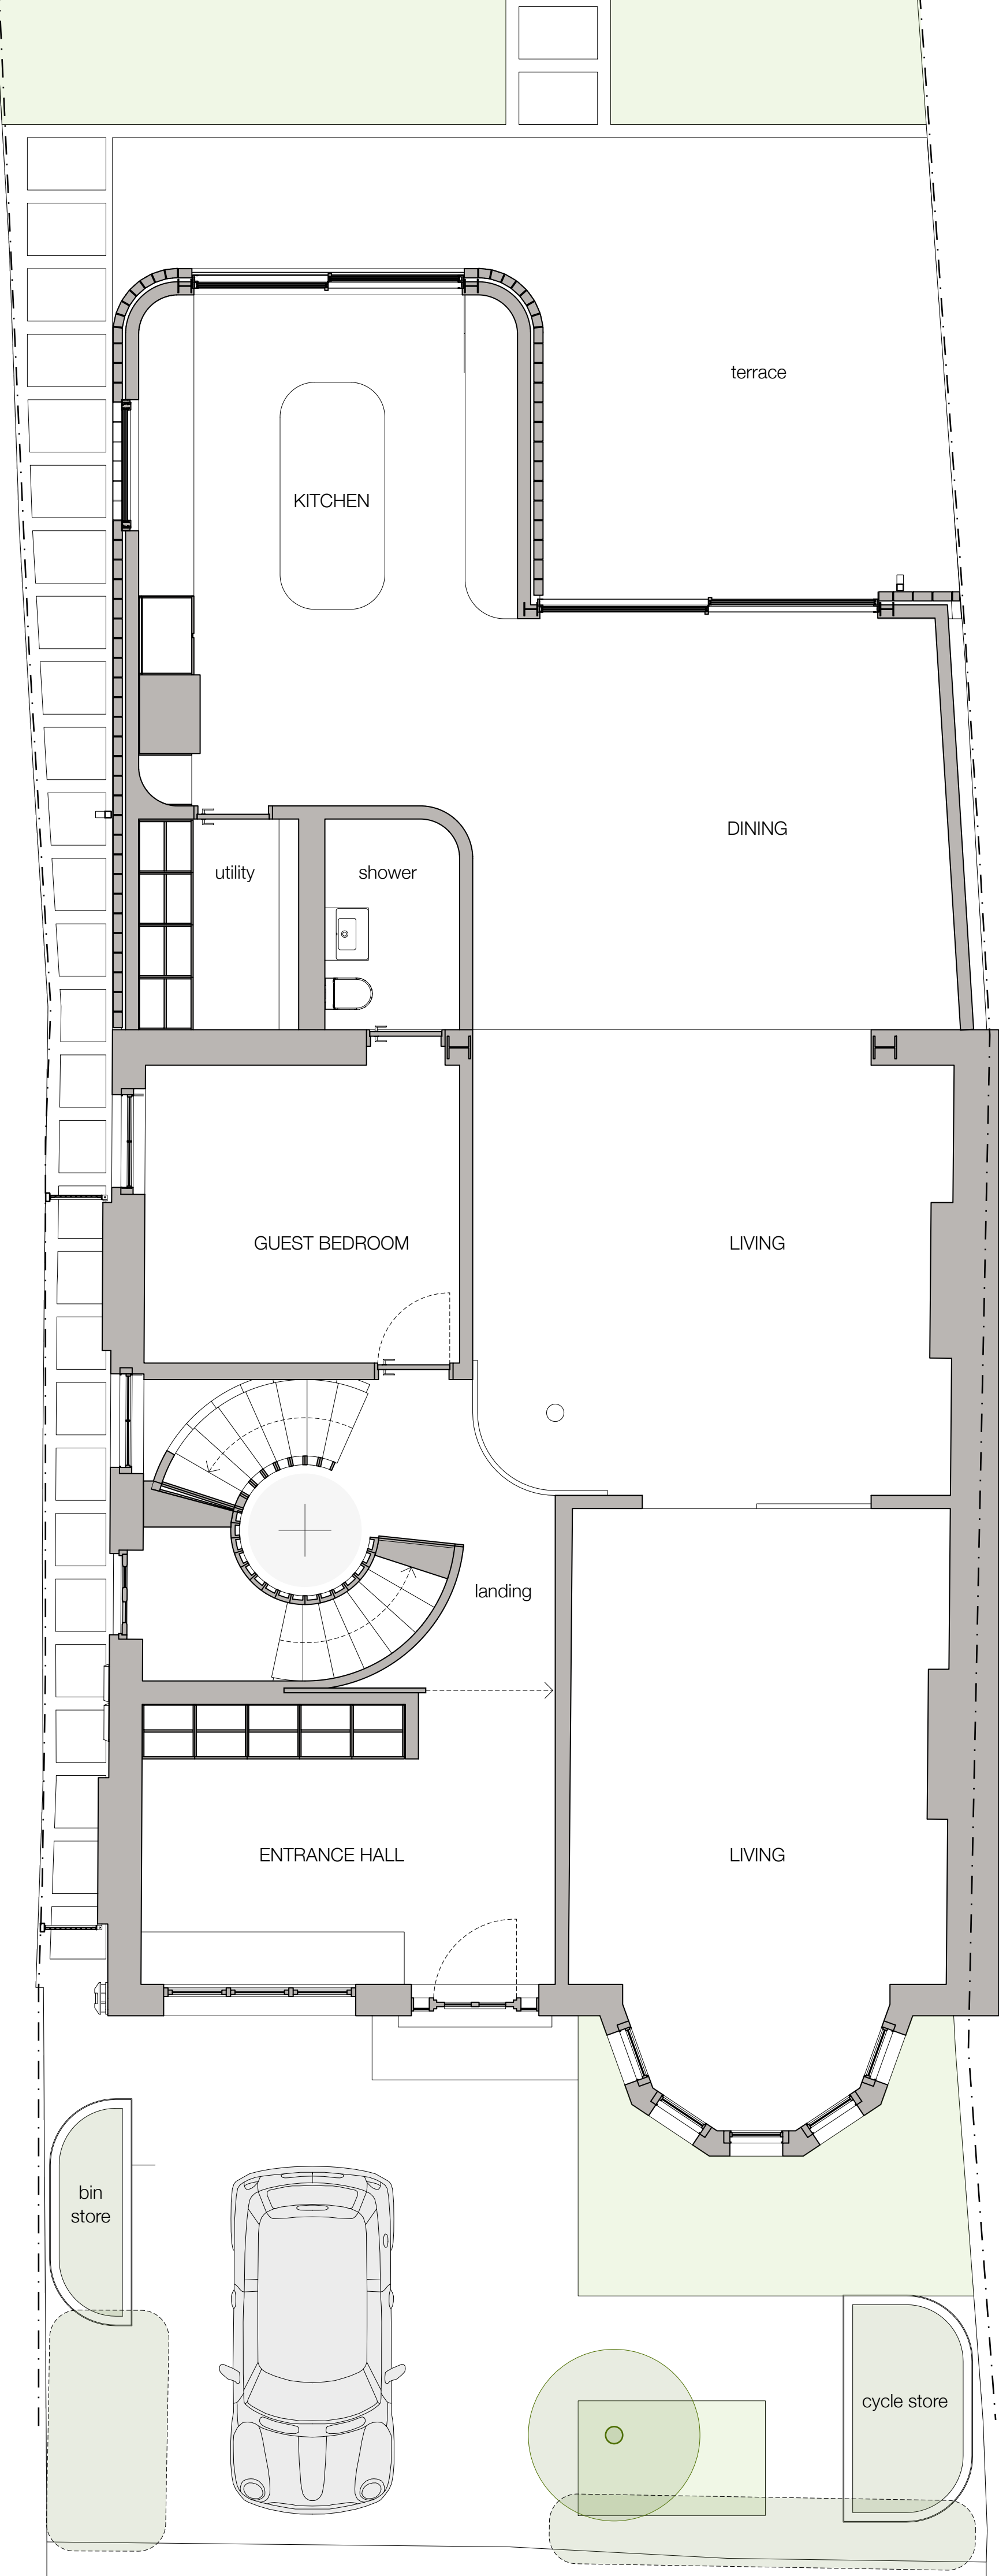 terrace
KITCHEN
DINING
utility
shower
GUEST BEDROOM
LIVING
landing
ENTRANCE HALL
LIVING
bin
store
cycle store